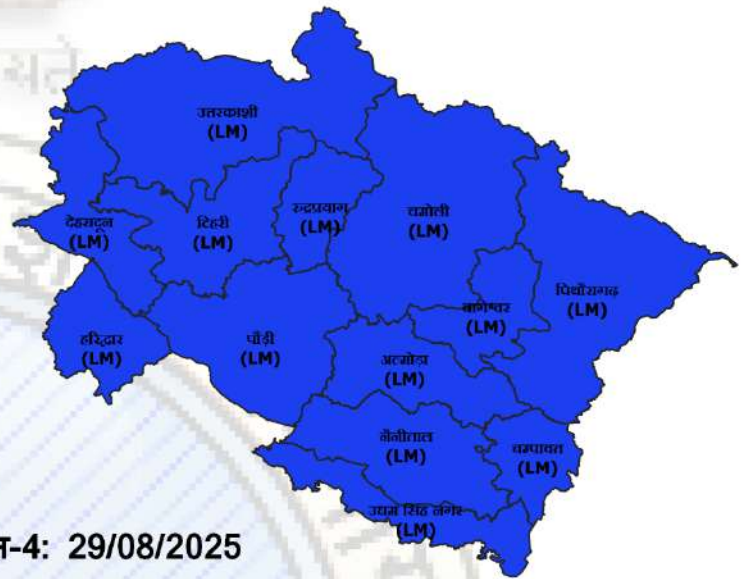 उत्तरकाशी
(LM)
देहरादून
(LM)
टिहरी
(LM)
रुद्रप्रयाग
(LM)
चमोली
(LM)
पिथौरागढ़
(LM)
बागेश्वर
(LM)
हरिद्वार
(LM)
पौड़ी
(LM)
अल्मोड़ा
(LM)
नैनीताल
(LM)
चम्पावत
(LM)
उधम सिंह नगर
(LM)
-4: 29/08/2025